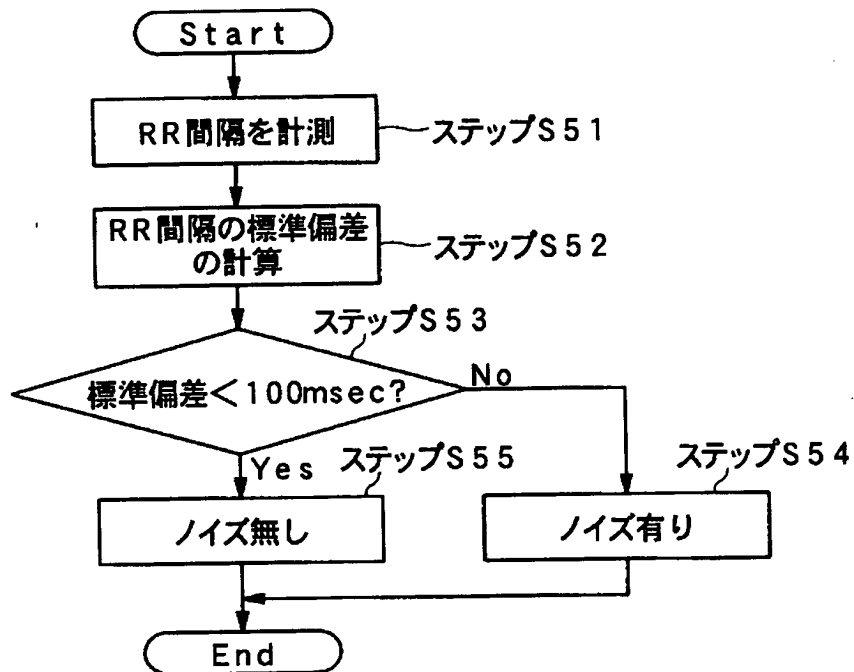 Start
RR間隔を計測
ステップS51
RR間隔の標準偏差
の計算
ステップS52
ステップS53
標準偏差<100msec?
No
Yes
ステップS55
ステップS54
ノイズ無し
ノイズ有り
End